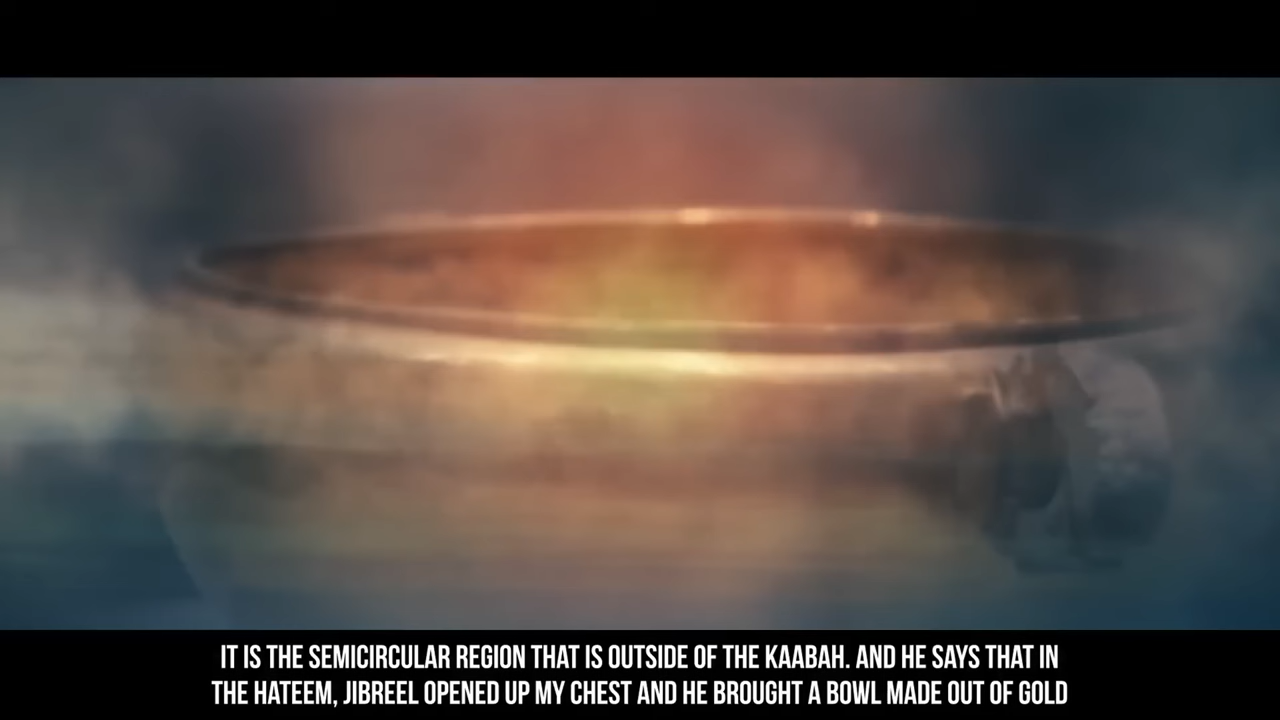 IT IS THE SEMICIRCULAR REGION THAT IS OUTSIDE OF THE KAABAH. AND HE SAYS THAT IN
THE HATEEM, JIBREEL OPENED UP MY CHEST AND HE BROUGHT A BOWL MADE OUT OF GOLD